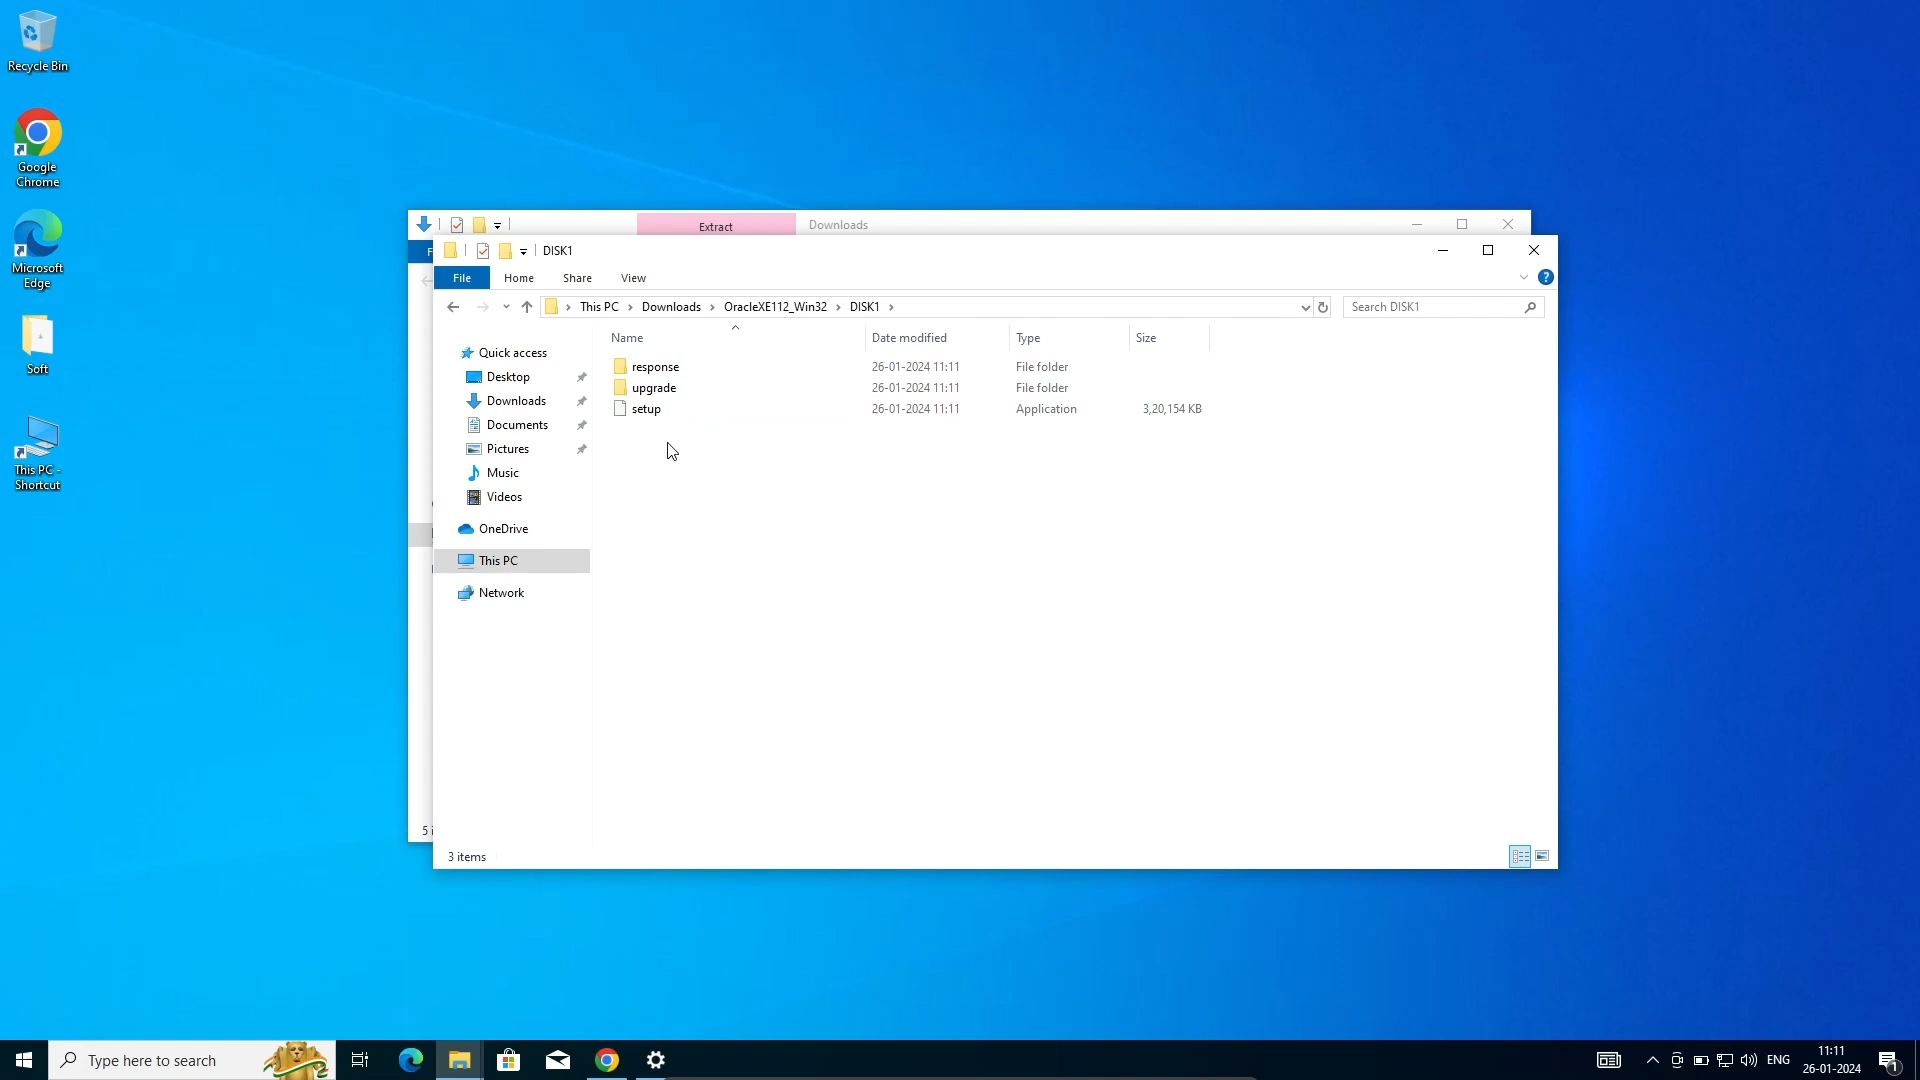 Recycle Bin
Google
Chrome
Microsoft
Edge
Soft
This PC -
Shortcut
Extract
Downloads
DISK1
File
Home
Share
View
This PC
Downloads
OracleXE112_Win32
DISK1
Search DISK1
Name
Date modified
Type
Size
response
26-01-2024 11:11
File folder
upgrade
26-01-2024 11:11
File folder
setup
26-01-2024 11:11
Application
3,20,154 KB
Quick access
Desktop
Downloads
Documents
Pictures
Music
Videos
OneDrive
This PC
Network
5 i
3 items
Type here to search
ENG
11:11
26-01-2024
1